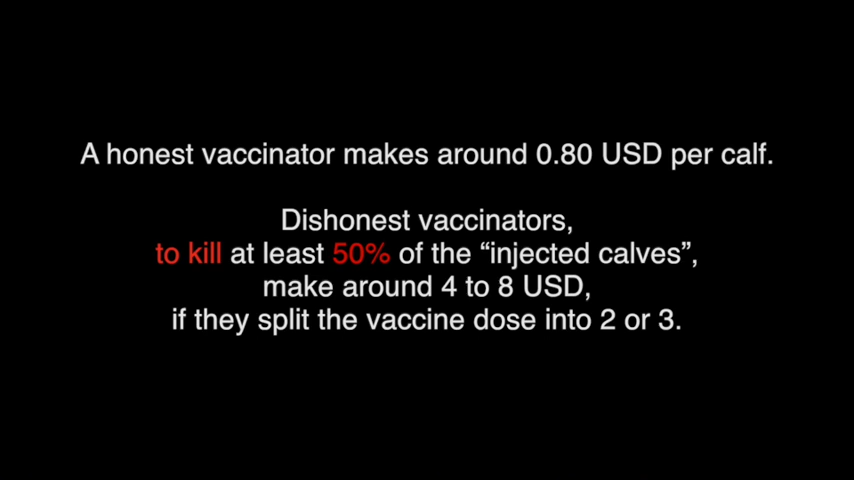 A honest vaccinator makes around 0.80 USD per calf.
Dishonest vaccinators,
to kill at least 50% of the “injected calves”,
make around 4 to 8 USD,
if they split the vaccine dose into 2 or 3.